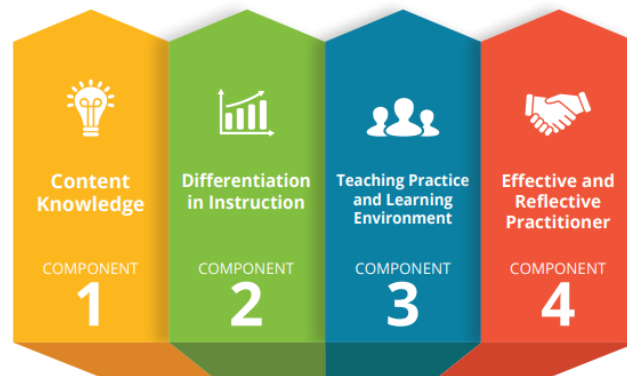 Content
Knowledge
COMPONENT
1
Differentiation
in Instruction
COMPONENT
2
Teaching Practice
and Learning
Environment
COMPONENT
3
Effective and
Reflective
Practitioner
COMPONENT
4